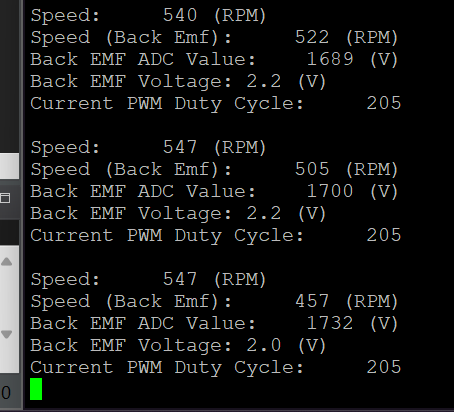 Speed:     540 (RPM)
Speed (Back Emf):     522 (RPM)
Back EMF ADC Value:    1689 (V)
Back EMF Voltage: 2.2 (V)
Current PWM Duty Cycle:     205
Speed:     547 (RPM)
Speed (Back Emf):     505 (RPM)
Back EMF ADC Value:    1700 (V)
Back EMF Voltage: 2.2 (V)
Current PWM Duty Cycle:     205
Speed:     547 (RPM)
Speed (Back Emf):     457 (RPM)
Back EMF ADC Value:    1732 (V)
Back EMF Voltage: 2.0 (V)
Current PWM Duty Cycle:     205
0